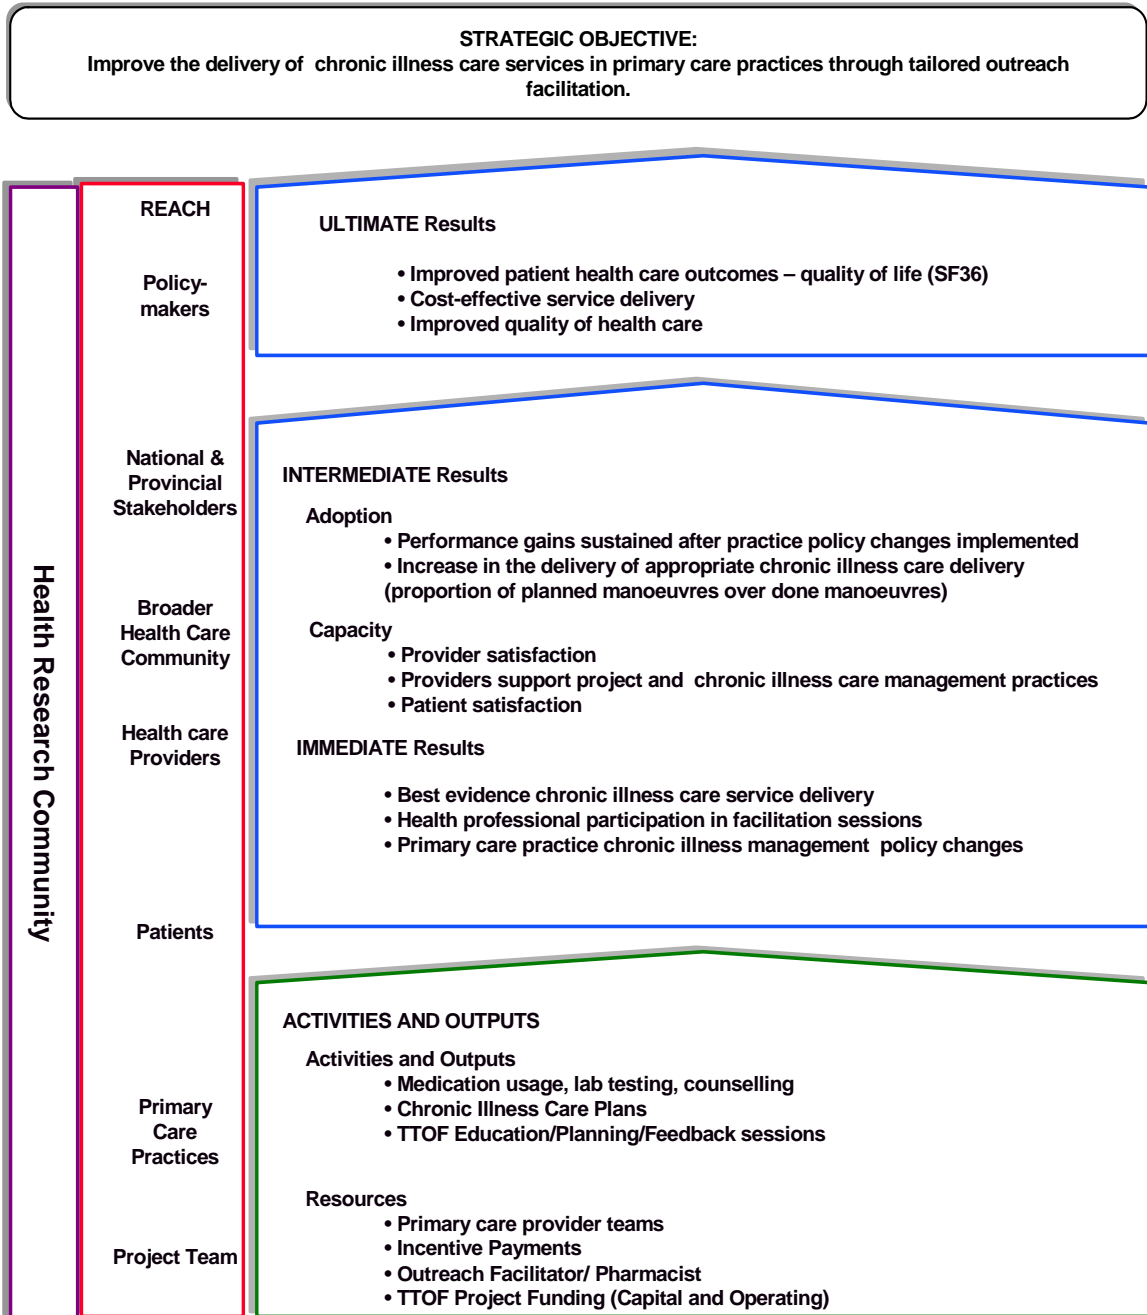 STRATEGIC OBJECTIVE:
Improve the delivery of chronic illness care services in primary care practices through tailored outreach
facilitation.
Health Research Community
REACH
Policy-
makers
National &
Provincial
Stakeholders
Broader
Health Care
Community
Health care
Providers
Patients
Primary
Care
Practices
Project Team
ULTIMATE Results
• Improved patient health care outcomes – quality of life (SF36)
• Cost-effective service delivery
• Improved quality of health care
INTERMEDIATE Results
Adoption
• Performance gains sustained after practice policy changes implemented
• Increase in the delivery of appropriate chronic illness care delivery
(proportion of planned manoeuvres over done manoeuvres)
Capacity
• Provider satisfaction
• Providers support project and chronic illness care management practices
• Patient satisfaction
IMMEDIATE Results
• Best evidence chronic illness care service delivery
• Health professional participation in facilitation sessions
• Primary care practice chronic illness management policy changes
ACTIVITIES AND OUTPUTS
Activities and Outputs
• Medication usage, lab testing, counselling
• Chronic Illness Care Plans
• TTOF Education/Planning/Feedback sessions
Resources
• Primary care provider teams
• Incentive Payments
• Outreach Facilitator/ Pharmacist
• TTOF Project Funding (Capital and Operating)